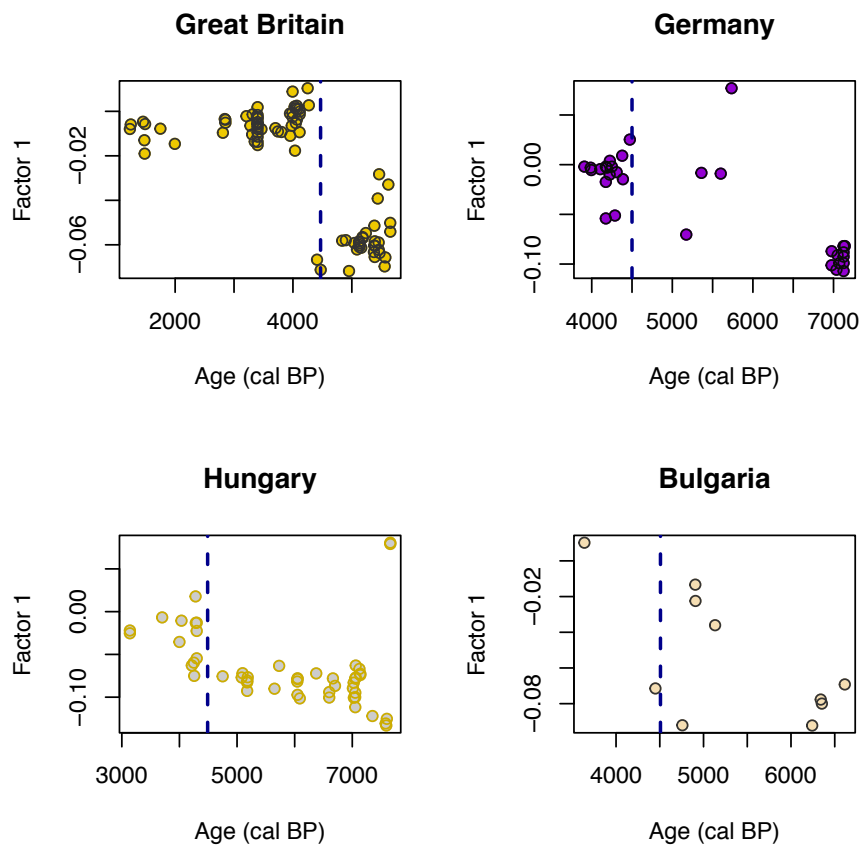 Great Britain
Factor 1
-0.06
-0.02
2000 4000
Age (cal BP)
Germany
Factor 1
-0.10
0.00
4000 5000 6000 7000
Age (cal BP)
Hungary
Factor 1
-0.10
0.00
3000 5000 7000
Age (cal BP)
Bulgaria
Factor 1
-0.08
-0.02
4000 5000 6000
Age (cal BP)